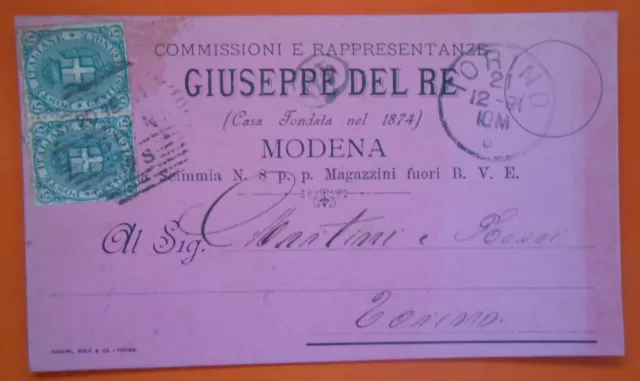 COMMISSIONI E RAPPRESENTANZE
GIUSEPPE DEL RE
(Casa Fondata nel 1874)
MODENA
Scimmia N. 8 p. p. Magazzini fuori B. V. E.
Al Sig. Martini e Rossi
Torino
TORINO
21
12-91
10M